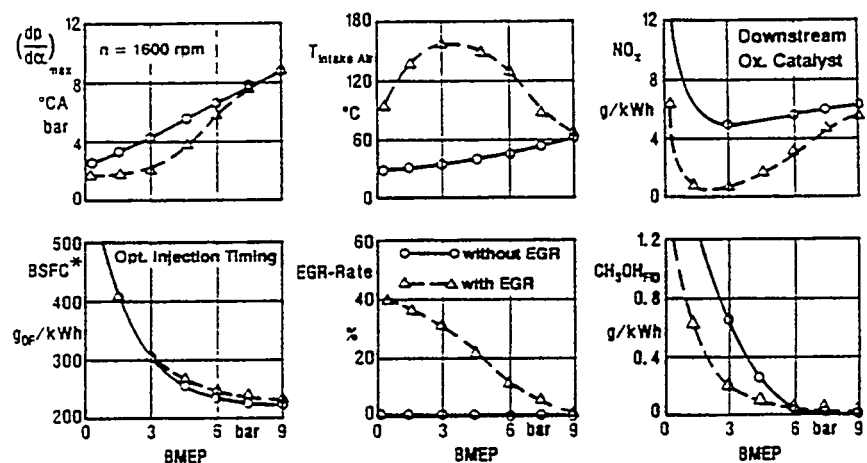 (dp/dα)max
°CA
bar
n = 1600 rpm
12
8
4
0
T Intake Air
°C
180
120
60
0
NOx
g/kWh
Downstream
Ox. Catalyst
12
8
4
0
BSFC*
gDF/kWh
Opt. Injection Timing
500
400
300
200
0 3 6 bar 9
BMEP
EGR-Rate
%
without EGR
with EGR
60
40
20
0
0 3 6 bar 9
BMEP
CH3OHFID
g/kWh
1.2
0.8
0.4
0
0 3 6 bar 9
BMEP